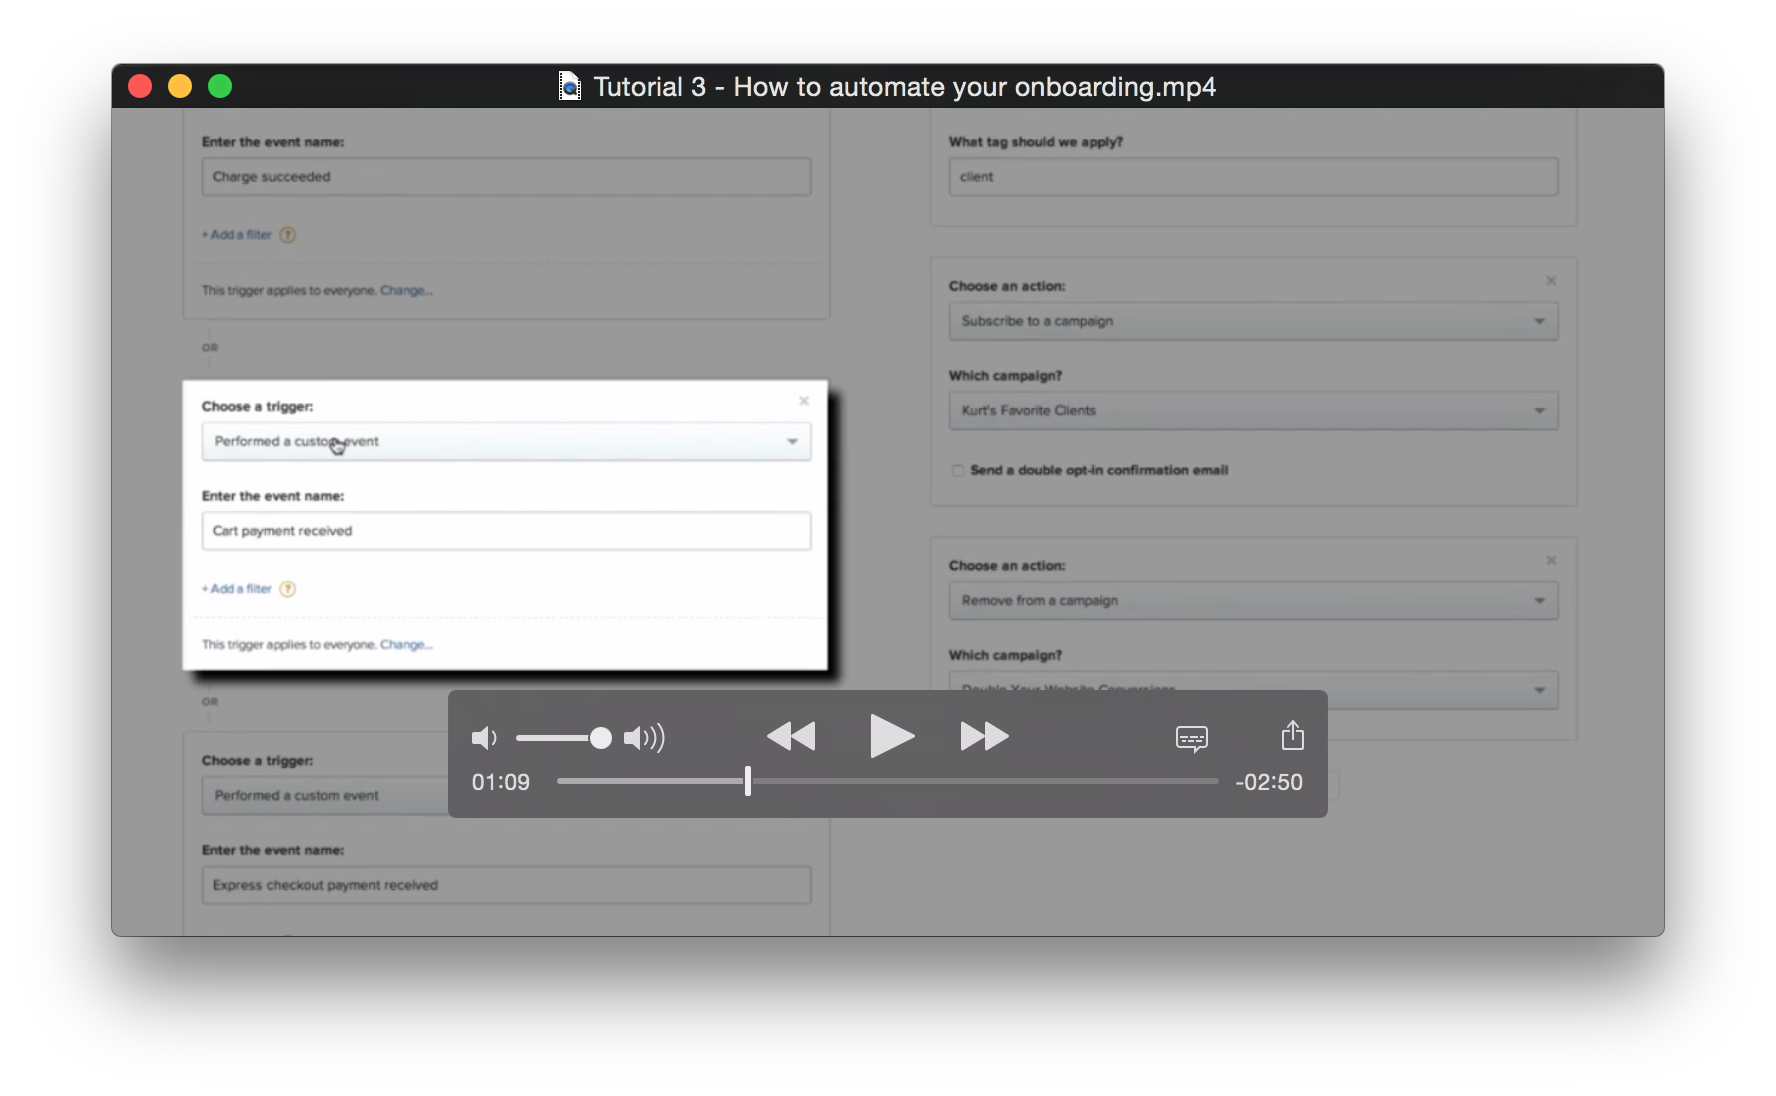 Tutorial 3 - How to automate your onboarding.mp4
Enter the event name:
Charge succeeded
+ Add a filter ?
This trigger applies to everyone. Change...
OR
Choose a trigger:
Performed a custom event
Enter the event name:
Cart payment received
+ Add a filter ?
This trigger applies to everyone. Change...
OR
Choose a trigger:
Performed a custom event
Enter the event name:
Express checkout payment received
What tag should we apply?
client
Choose an action:
Subscribe to a campaign
Which campaign?
Kurt's Favorite Clients
Send a double opt-in confirmation email
Choose an action:
Remove from a campaign
Which campaign?
Double Your Website Conversions
01:09
-02:50